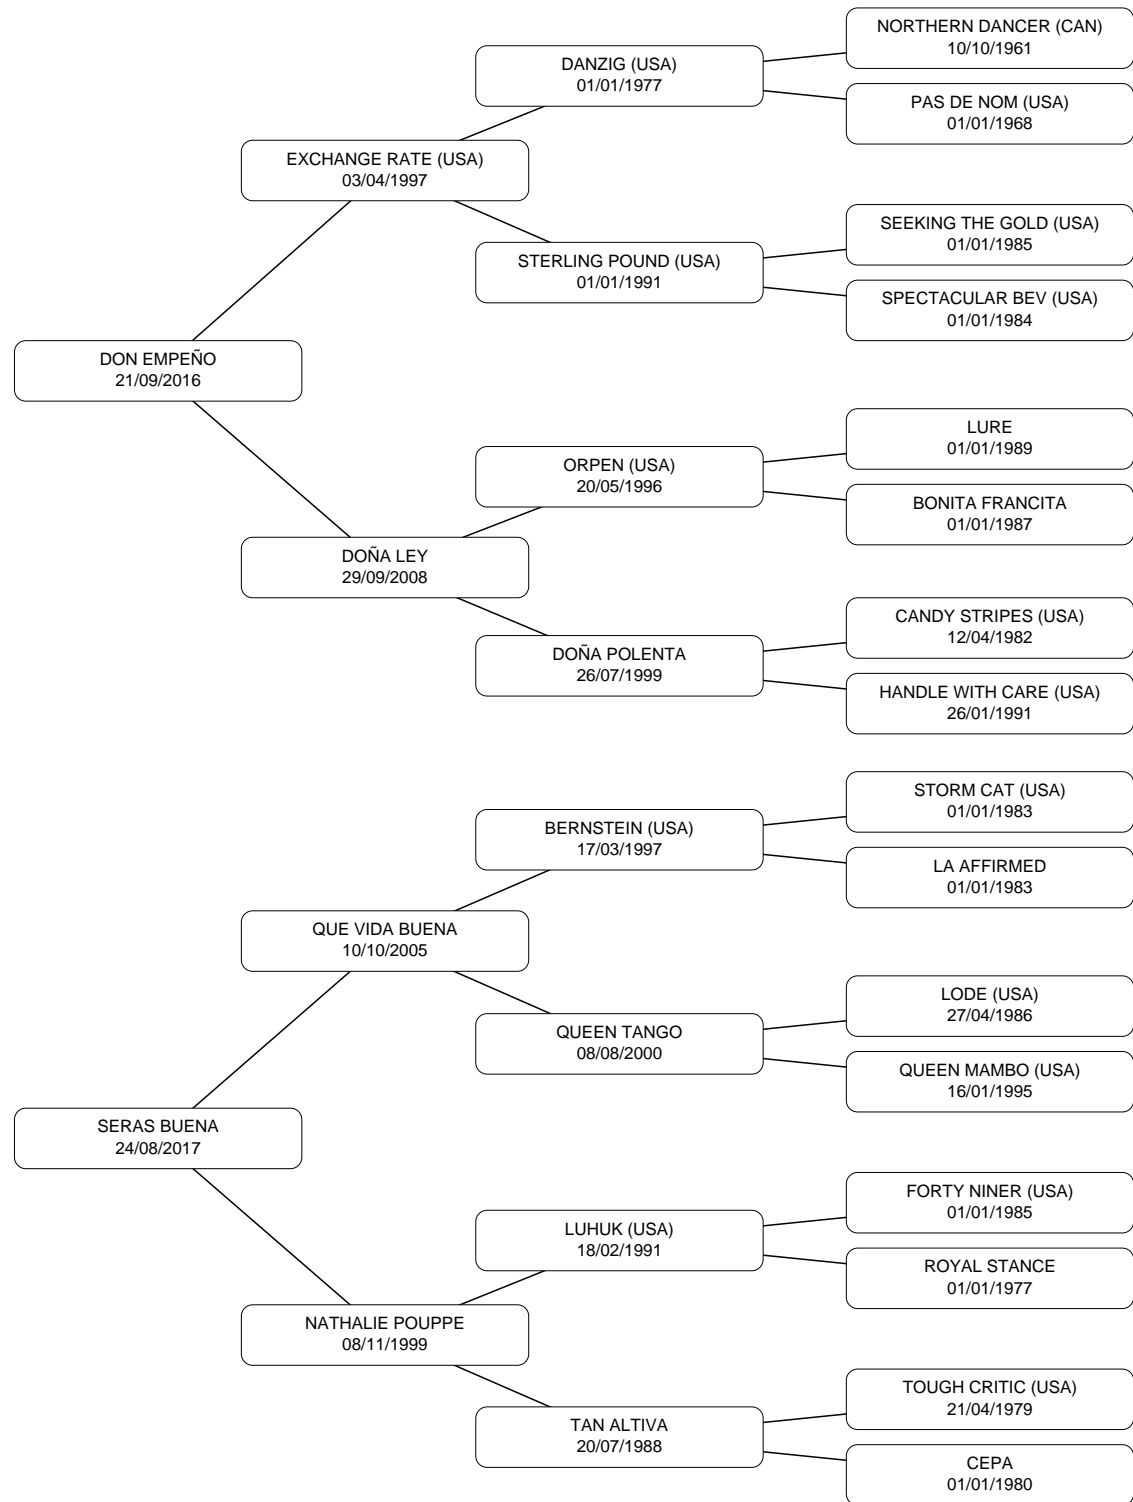 NORTHERN DANCER (CAN)
10/10/1961
DANZIG (USA)
01/01/1977
PAS DE NOM (USA)
01/01/1968
EXCHANGE RATE (USA)
03/04/1997
SEEKING THE GOLD (USA)
01/01/1985
STERLING POUND (USA)
01/01/1991
SPECTACULAR BEV (USA)
01/01/1984
DON EMPEÑO
21/09/2016
LURE
01/01/1989
ORPEN (USA)
20/05/1996
BONITA FRANCITA
01/01/1987
DOÑA LEY
29/09/2008
CANDY STRIPES (USA)
12/04/1982
DOÑA POLENTA
26/07/1999
HANDLE WITH CARE (USA)
26/01/1991
STORM CAT (USA)
01/01/1983
BERNSTEIN (USA)
17/03/1997
LA AFFIRMED
01/01/1983
QUE VIDA BUENA
10/10/2005
LODE (USA)
27/04/1986
QUEEN TANGO
08/08/2000
QUEEN MAMBO (USA)
16/01/1995
SERAS BUENA
24/08/2017
FORTY NINER (USA)
01/01/1985
LUHUK (USA)
18/02/1991
ROYAL STANCE
01/01/1977
NATHALIE POUPPE
08/11/1999
TOUGH CRITIC (USA)
21/04/1979
TAN ALTIVA
20/07/1988
CEPA
01/01/1980